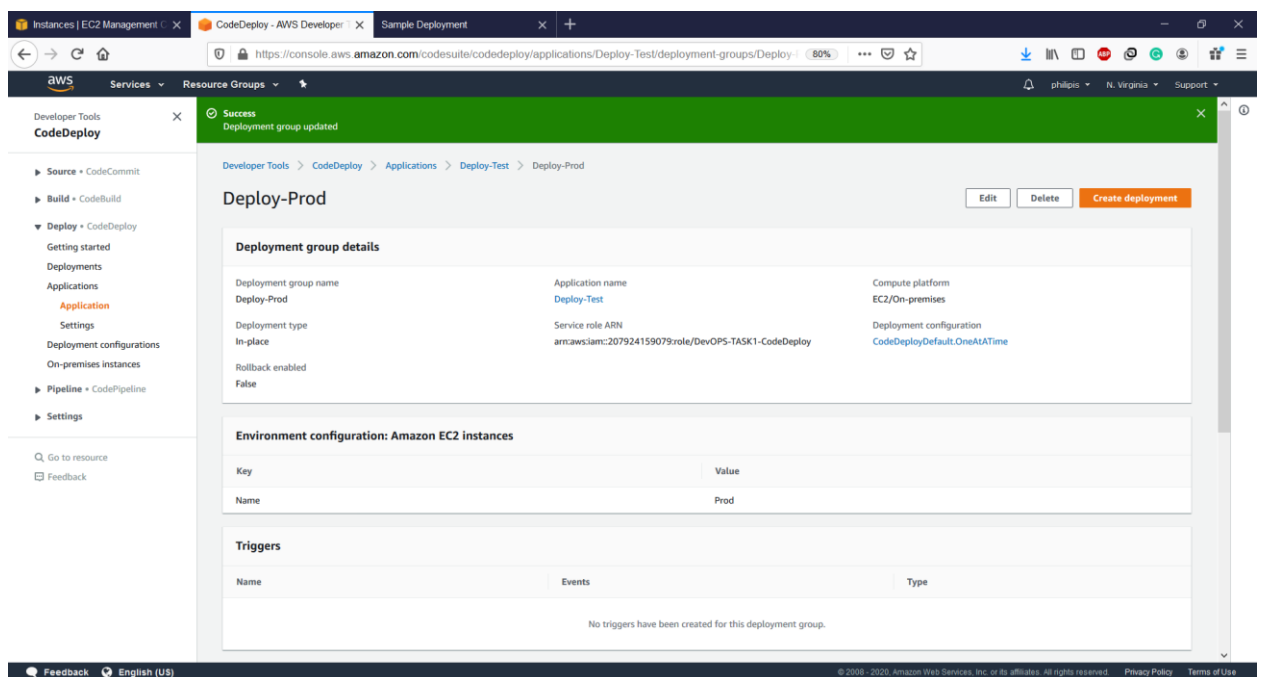 Instances | EC2 Management C
CodeDeploy - AWS Developer T
Sample Deployment
https://console.aws.amazon.com/codesuite/codedeploy/applications/Deploy-Test/deployment-groups/Deploy-
80%
aws
Services
Resource Groups
philipis
N. Virginia
Support
Developer Tools
CodeDeploy
Source • CodeCommit
Build • CodeBuild
Deploy • CodeDeploy
Getting started
Deployments
Applications
Application
Settings
Deployment configurations
On-premises instances
Pipeline • CodePipeline
Settings
Go to resource
Feedback
Success
Deployment group updated
Developer Tools > CodeDeploy > Applications > Deploy-Test > Deploy-Prod
Deploy-Prod
Edit
Delete
Create deployment
Deployment group details
Deployment group name
Deploy-Prod
Application name
Deploy-Test
Compute platform
EC2/On-premises
Deployment type
In-place
Service role ARN
arn:aws:iam::207924159079:role/DevOPS-TASK1-CodeDeploy
Deployment configuration
CodeDeployDefault.OneAtATime
Rollback enabled
False
Environment configuration: Amazon EC2 instances
Key
Value
Name
Prod
Triggers
Name
Events
Type
No triggers have been created for this deployment group.
Feedback
English (US)
© 2008 - 2020, Amazon Web Services, Inc. or its affiliates. All rights reserved.
Privacy Policy
Terms of Use